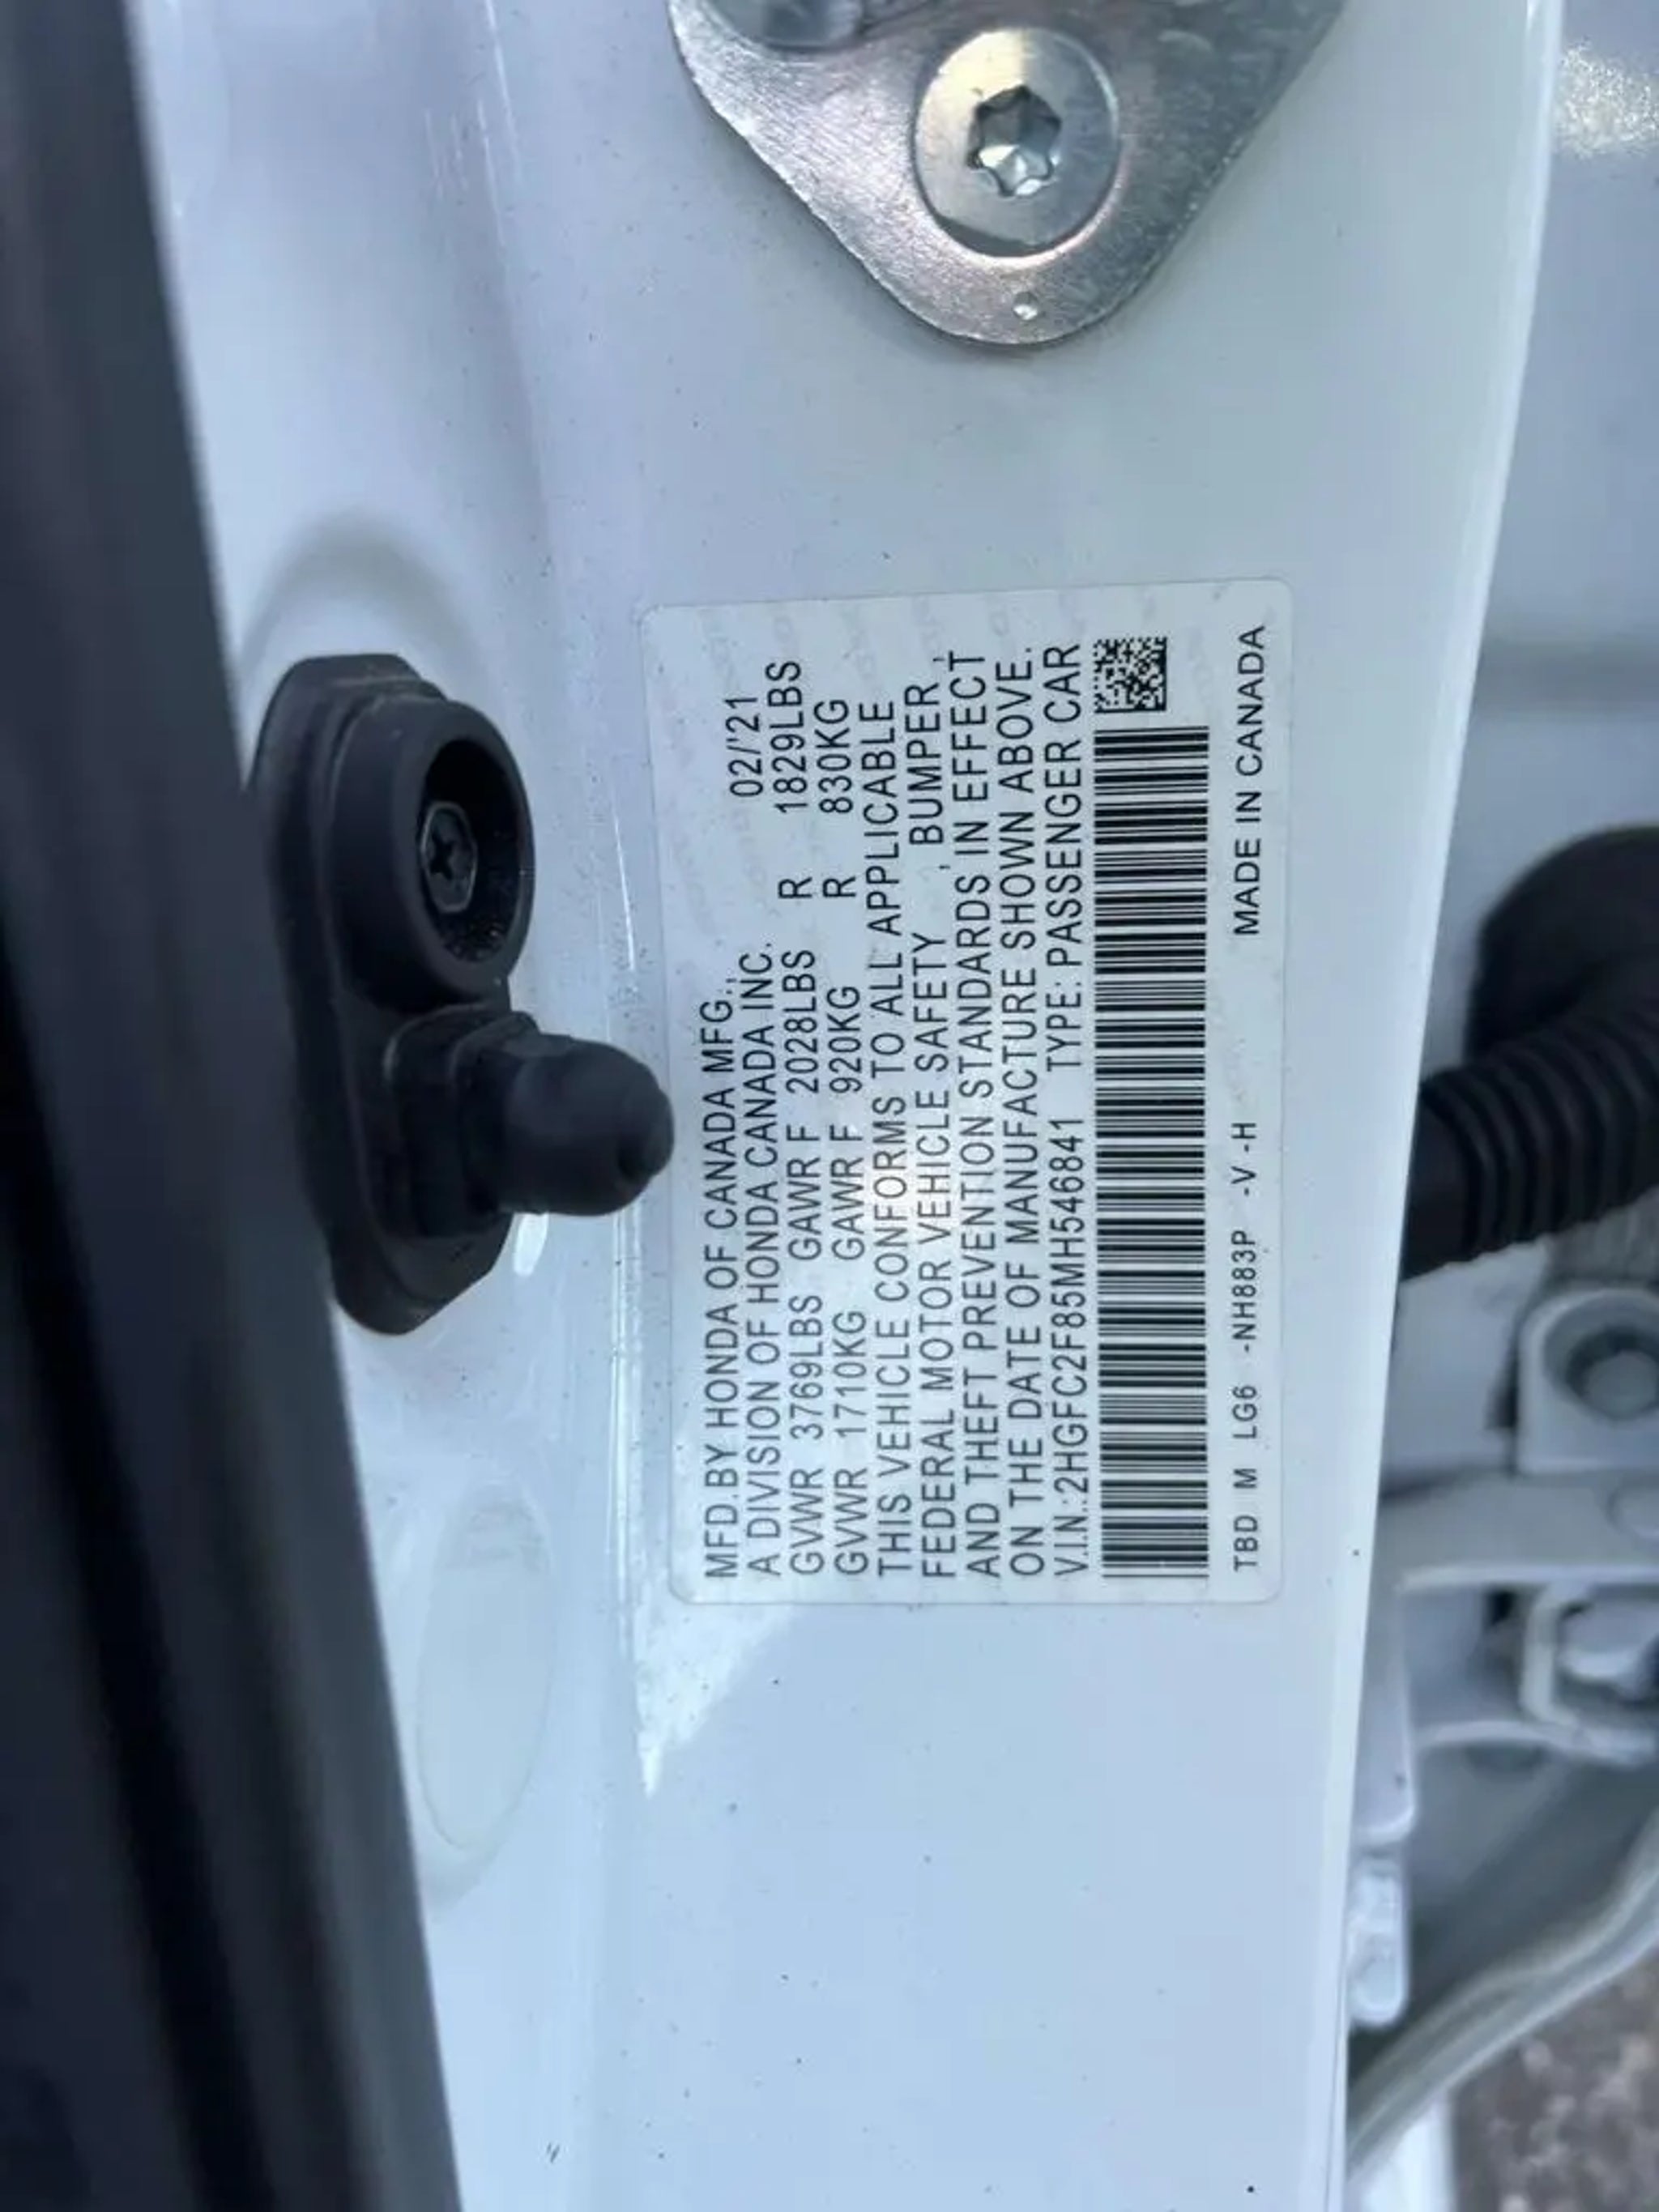 MFD.BY HONDA OF CANADA MFG., 02/'21
A DIVISION OF HONDA CANADA INC.
GVWR 3769LBS GAWR F 2028LBS R 1829LBS
GVWR 1710KG GAWR F 920KG R 830KG
THIS VEHICLE CONFORMS TO ALL APPLICABLE
FEDERAL MOTOR VEHICLE SAFETY , BUMPER ,
AND THEFT PREVENTION STANDARDS IN EFFECT
ON THE DATE OF MANUFACTURE SHOWN ABOVE.
V.I.N.:2HGFC2F85MH546841 TYPE: PASSENGER CAR
TBD M LG6 -NH883P -V -H MADE IN CANADA